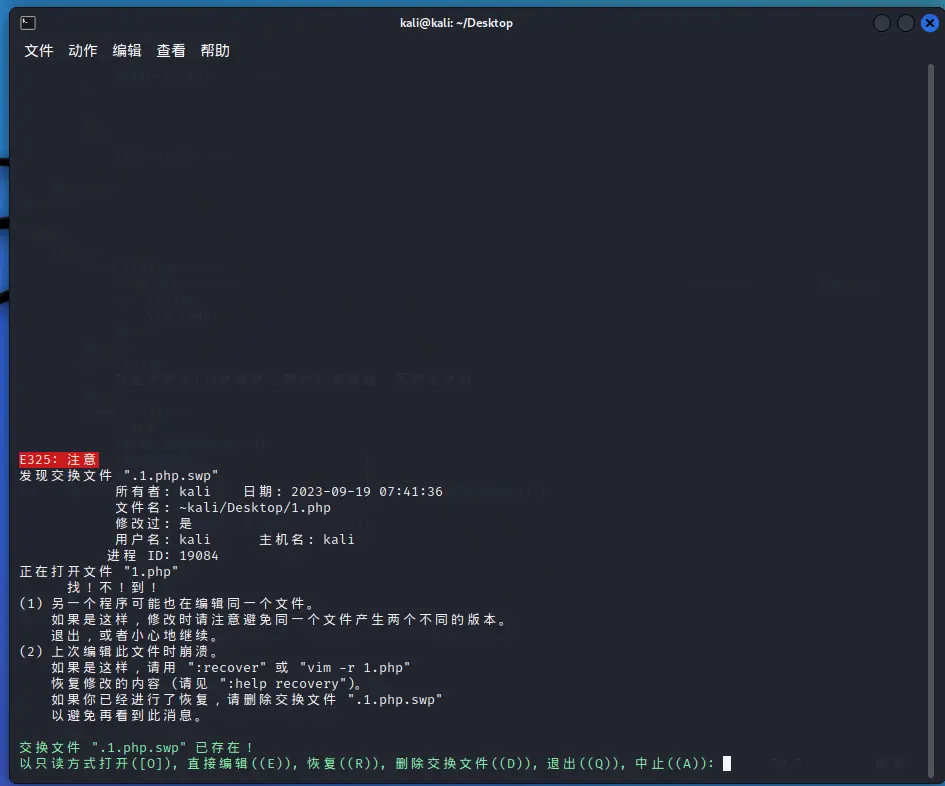 kali@kali: ~/Desktop
文件 动作 编辑 查看 帮助
E325: 注意
发现交换文件 ".1.php.swp"
所有者: kali 日期: 2023-09-19 07:41:36
文件名: ~kali/Desktop/1.php
修改过: 是
用户名: kali 主机名: kali
进程 ID: 19084
正在打开文件 "1.php"
找！不！到！
(1) 另一个程序可能也在编辑同一个文件。
如果是这样，修改时请注意避免同一个文件产生两个不同的版本。
退出，或者小心地继续。
(2) 上次编辑此文件时崩溃。
如果是这样，请用 ":recover" 或 "vim -r 1.php"
恢复修改的内容 (请见 ":help recovery")。
如果你已经进行了恢复，请删除交换文件 ".1.php.swp"
以避免再看到此消息。
交换文件 ".1.php.swp" 已存在！
以只读方式打开([O]), 直接编辑((E)), 恢复((R)), 删除交换文件((D)), 退出((Q)), 中止((A)):